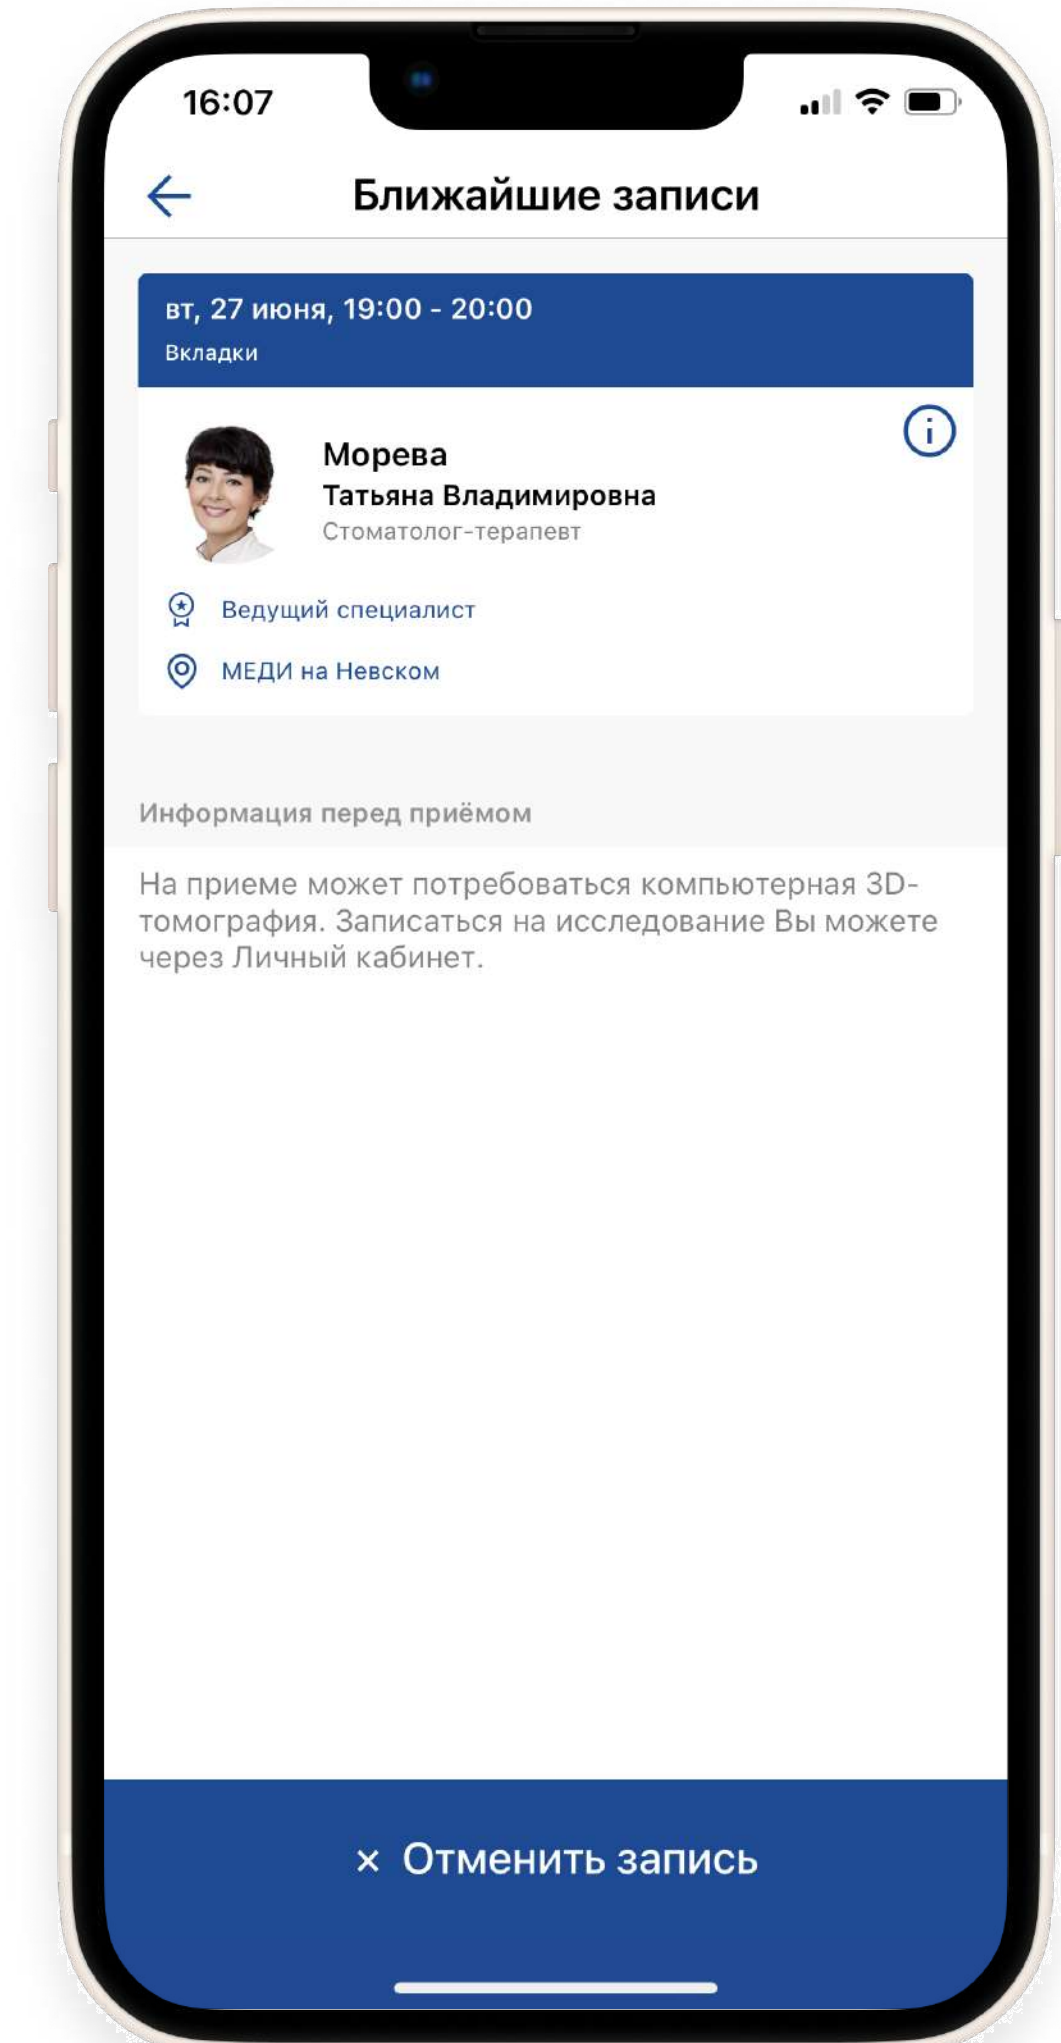 16:07
Ближайшие записи
вт, 27 июня, 19:00 - 20:00
Вкладки
Морева
Татьяна Владимировна
Стоматолог-терапевт
Ведущий специалист
МЕДИ на Невском
Информация перед приёмом
На приеме может потребоваться компьютерная 3D-
томография. Записаться на исследование Вы можете
через Личный кабинет.
× Отменить запись